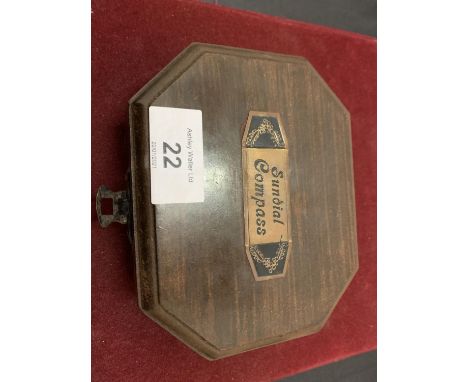 Ashley Waller Ltd
22
Sundial
Compass